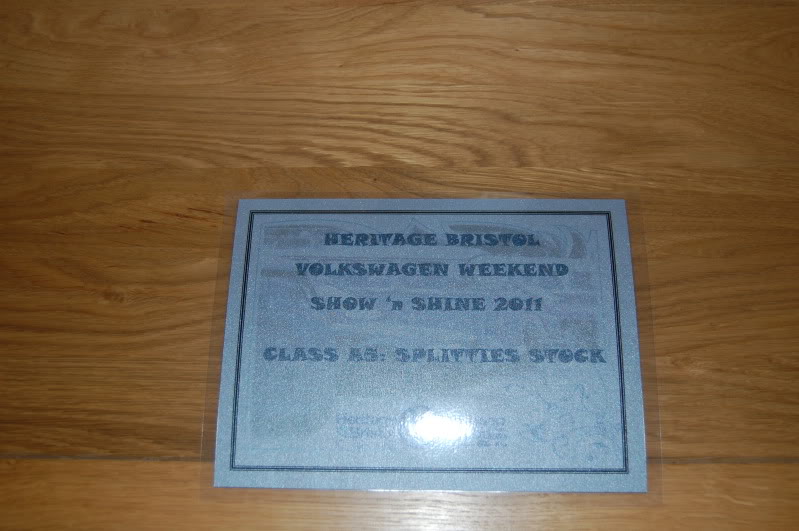 HERITAGE BRISTOL
VOLKSWAGEN WEEKEND
SHOW 'n SHINE 2011
CLASS A5: SPLITTIES STOCK